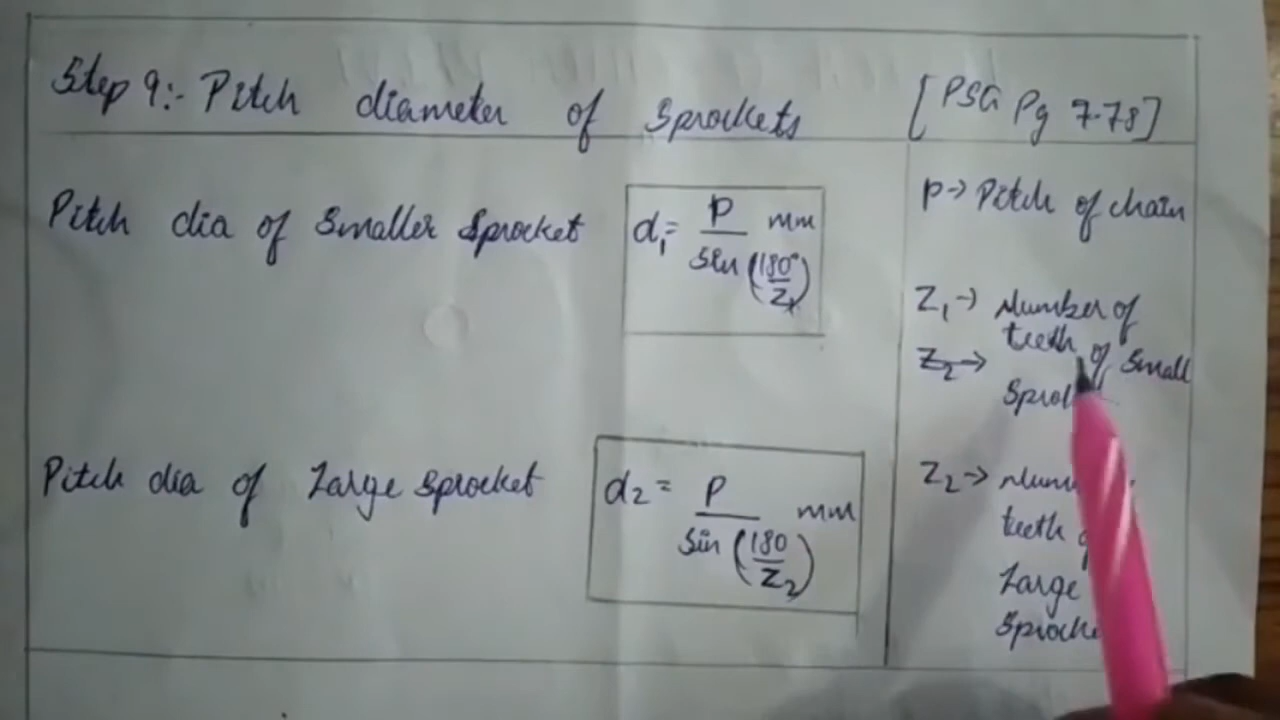 Step 9:- Pitch diameter of Sprockets [PSG Pg 7.78]
Pitch dia of Smaller Sprocket d₁= P / sin (180° / Z₁) mm
Pitch dia of Large Sprocket d₂ = P / sin (180 / Z₂) mm
P→ Pitch of chain
Z₁→ Number of
teeth of Small
Z₂→
Z₂→
teeth
Large